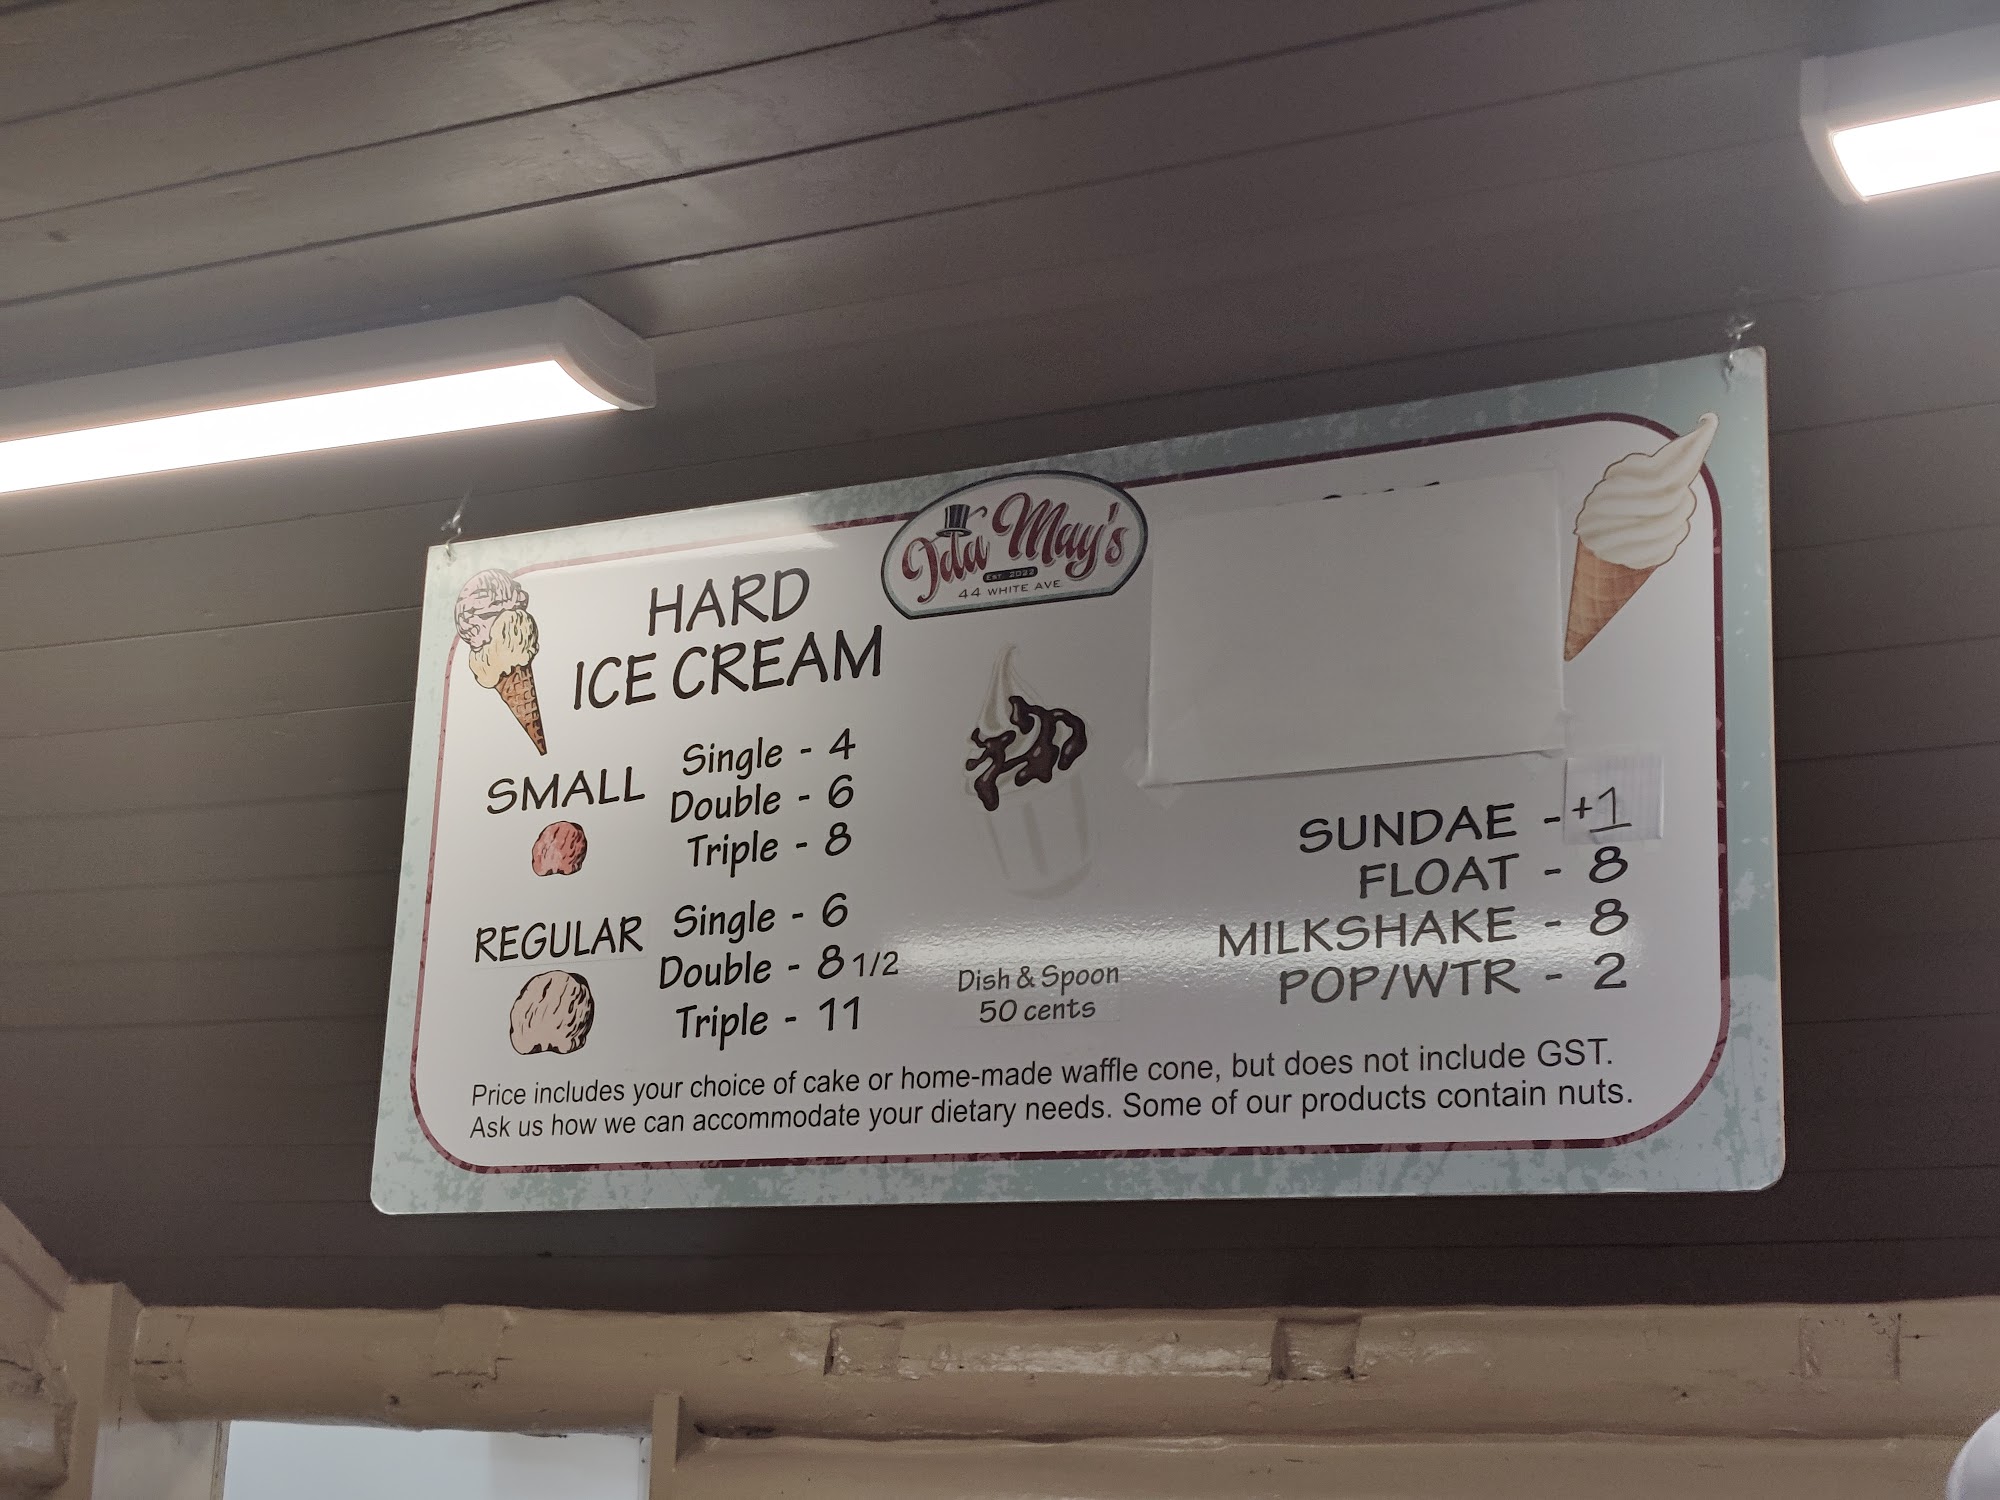 Ida May's
EST. 2022
44 WHITE AVE
HARD
ICE CREAM
SMALL
Single - 4
Double - 6
Triple - 8
REGULAR
Single - 6
Double - 8 1/2
Triple - 11
Dish & Spoon
50 cents
SUNDAE - +1
FLOAT - 8
MILKSHAKE - 8
POP/WTR - 2
Price includes your choice of cake or home-made waffle cone, but does not include GST.
Ask us how we can accommodate your dietary needs. Some of our products contain nuts.